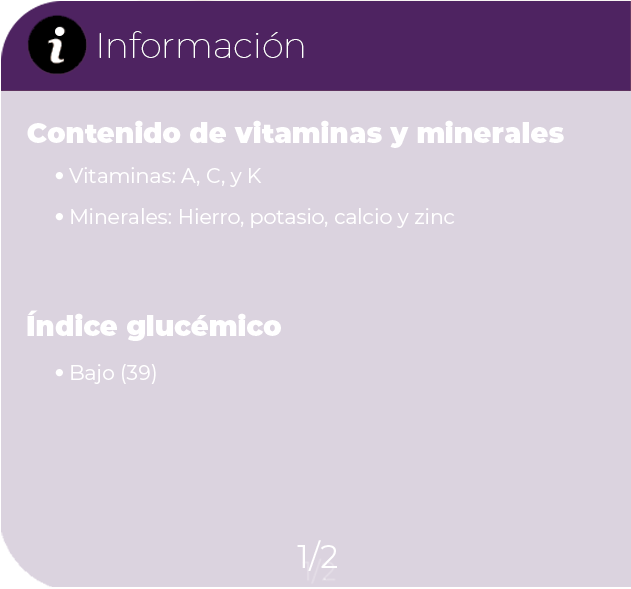 i Información
Contenido de vitaminas y minerales
• Vitaminas: A, C, y K
• Minerales: Hierro, potasio, calcio y zinc
Índice glucémico
• Bajo (39)
1/2